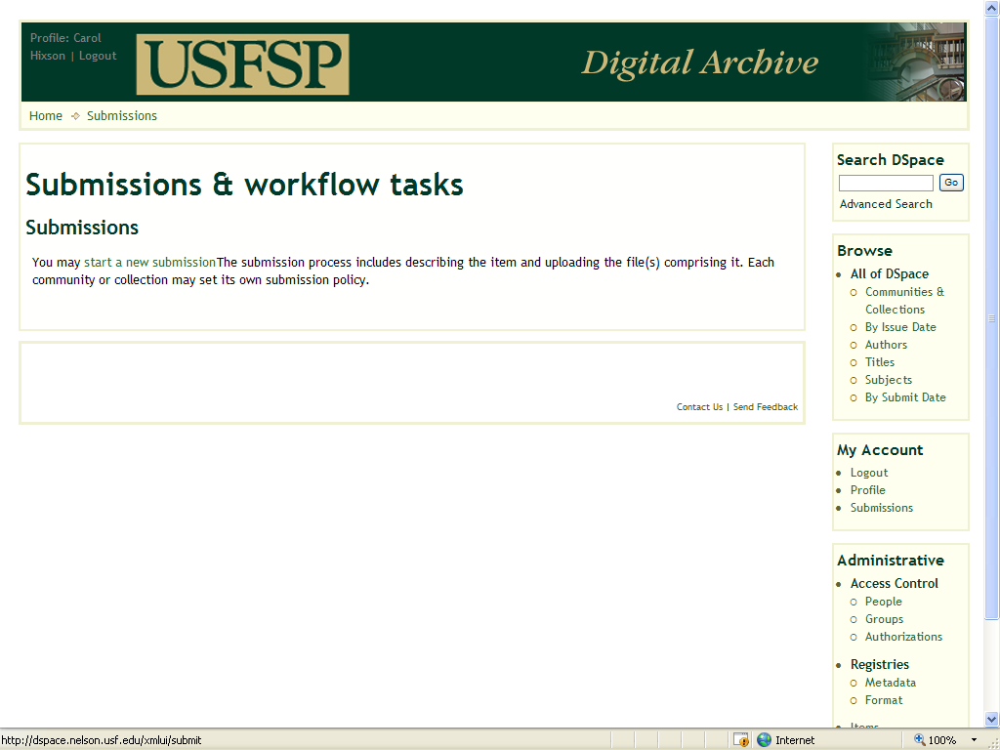 Profile: Carol
Hixson | Logout
USFSP
Digital Archive
Home
Submissions
Submissions & workflow tasks
Submissions
You may start a new submissionThe submission process includes describing the item and uploading the file(s) comprising it. Each
community or collection may set its own submission policy.
Contact Us | Send Feedback
Search DSpace
Go
Advanced Search
Browse
All of DSpace
Communities &
Collections
By Issue Date
Authors
Titles
Subjects
By Submit Date
My Account
Logout
Profile
Submissions
Administrative
Access Control
People
Groups
Authorizations
Registries
Metadata
Format
Items
http://dspace.nelson.usf.edu/xmlui/submit
Internet
100%